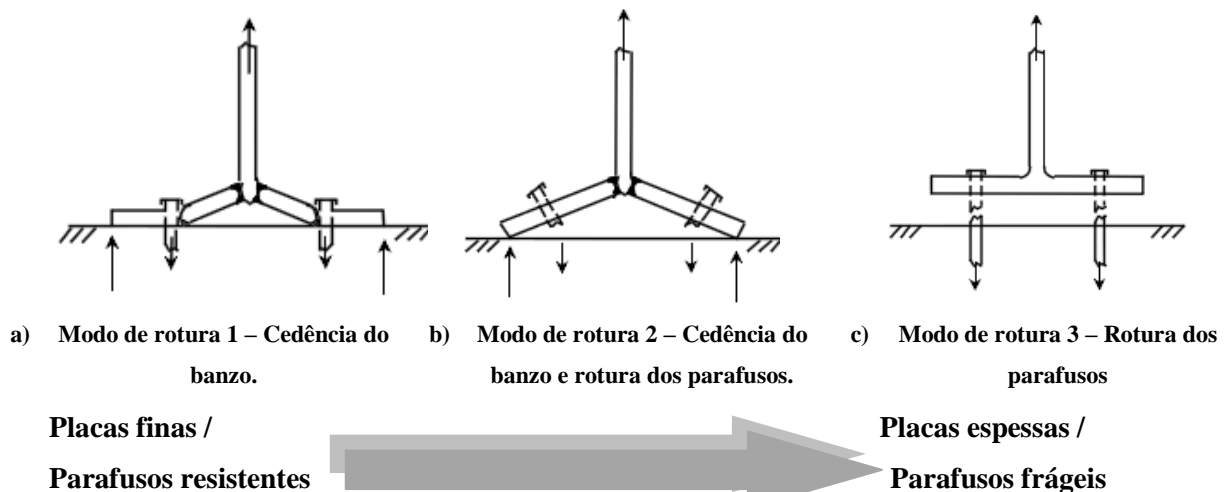 a) Modo de rotura 1 – Cedência do banzo.
b) Modo de rotura 2 – Cedência do banzo e rotura dos parafusos.
c) Modo de rotura 3 – Rotura dos parafusos
Placas finas /
Parafusos resistentes
Placas espessas /
Parafusos frágeis